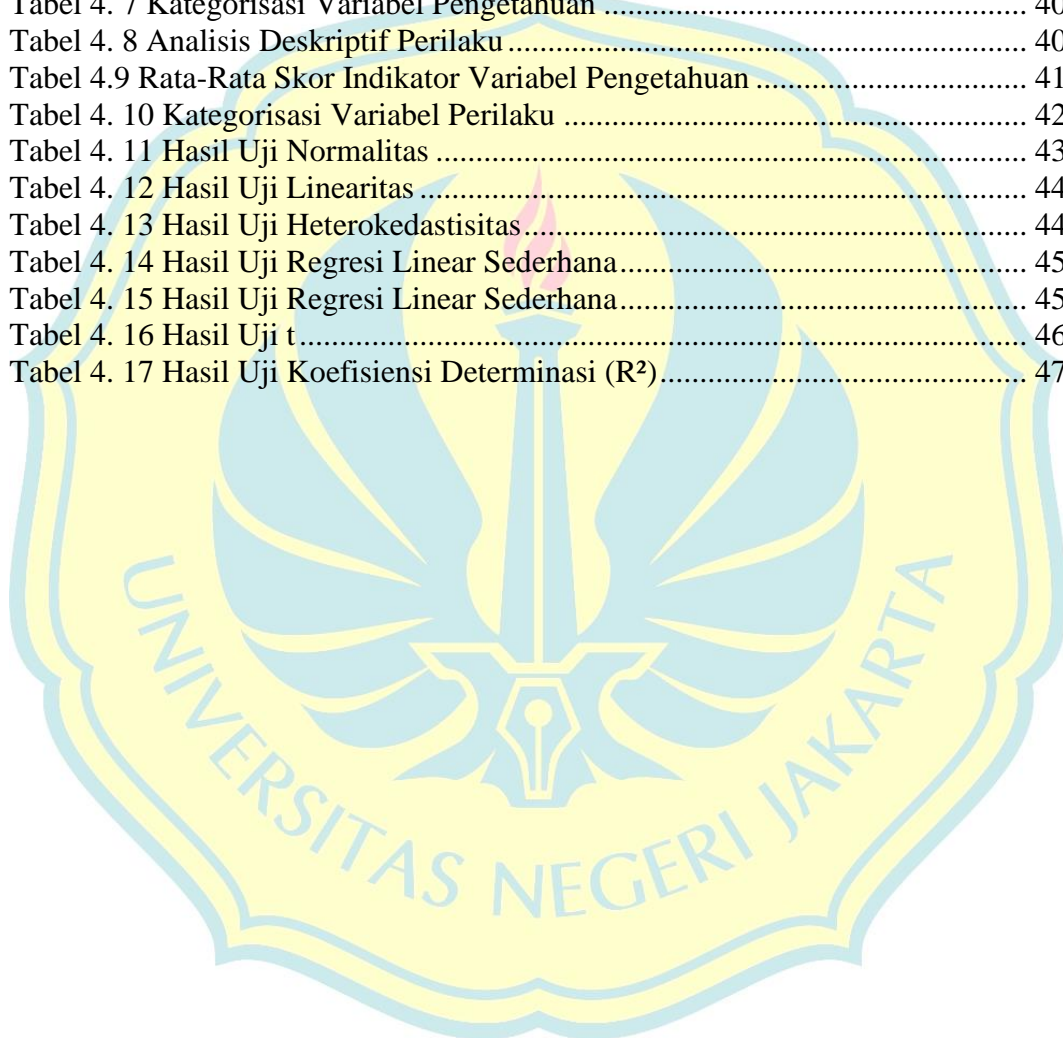 Tabel 4. 7 Kategorisasi Variabel Pengetahuan ........................................................ 40
Tabel 4. 8 Analisis Deskriptif Perilaku ..................................................................... 40
Tabel 4.9 Rata-Rata Skor Indikator Variabel Pengetahuan .................................... 41
Tabel 4. 10 Kategorisasi Variabel Perilaku ............................................................. 42
Tabel 4. 11 Hasil Uji Normalitas ............................................................................... 43
Tabel 4. 12 Hasil Uji Linearitas ................................................................................. 44
Tabel 4. 13 Hasil Uji Heterokedastisitas .................................................................. 44
Tabel 4. 14 Hasil Uji Regresi Linear Sederhana ...................................................... 45
Tabel 4. 15 Hasil Uji Regresi Linear Sederhana ...................................................... 45
Tabel 4. 16 Hasil Uji t ................................................................................................ 46
Tabel 4. 17 Hasil Uji Koefisiensi Determinasi (R²) ................................................. 47
UNIVERSITAS NEGERI JAKARTA